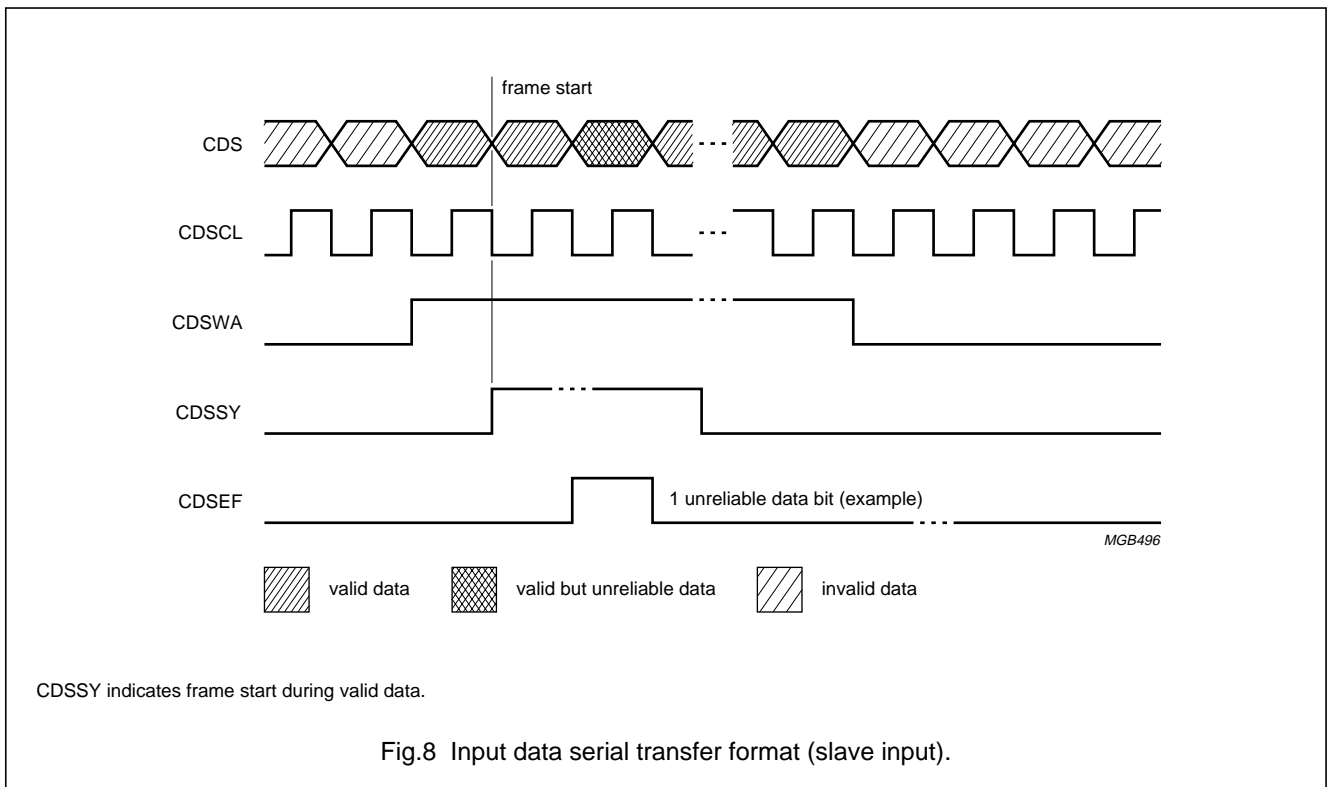 frame start
CDS
CDSCL
CDSWA
CDSSY
CDSEF
1 unreliable data bit (example)
MGB496
valid data
valid but unreliable data
invalid data
CDSSY indicates frame start during valid data.
Fig.8 Input data serial transfer format (slave input).